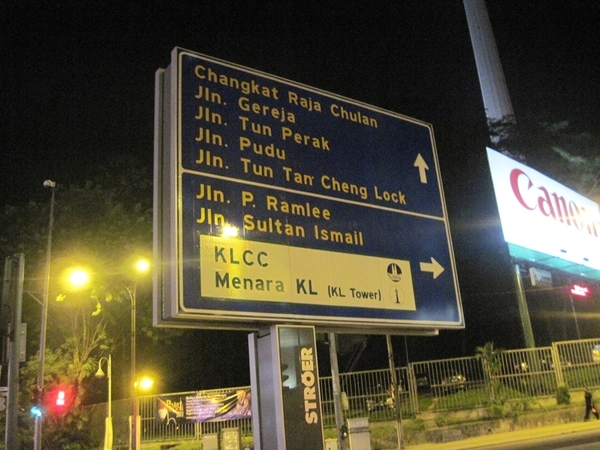 Changkat Raja Chulan
Jln. Gereja
Jln. Tun Perak
Jln. Pudu
Jln. Tun Tan Cheng Lock
Jln. P. Ramlee
Jln. Sultan Ismail
KLCC
Menara KL (KL Tower)
STRÖER
Canon